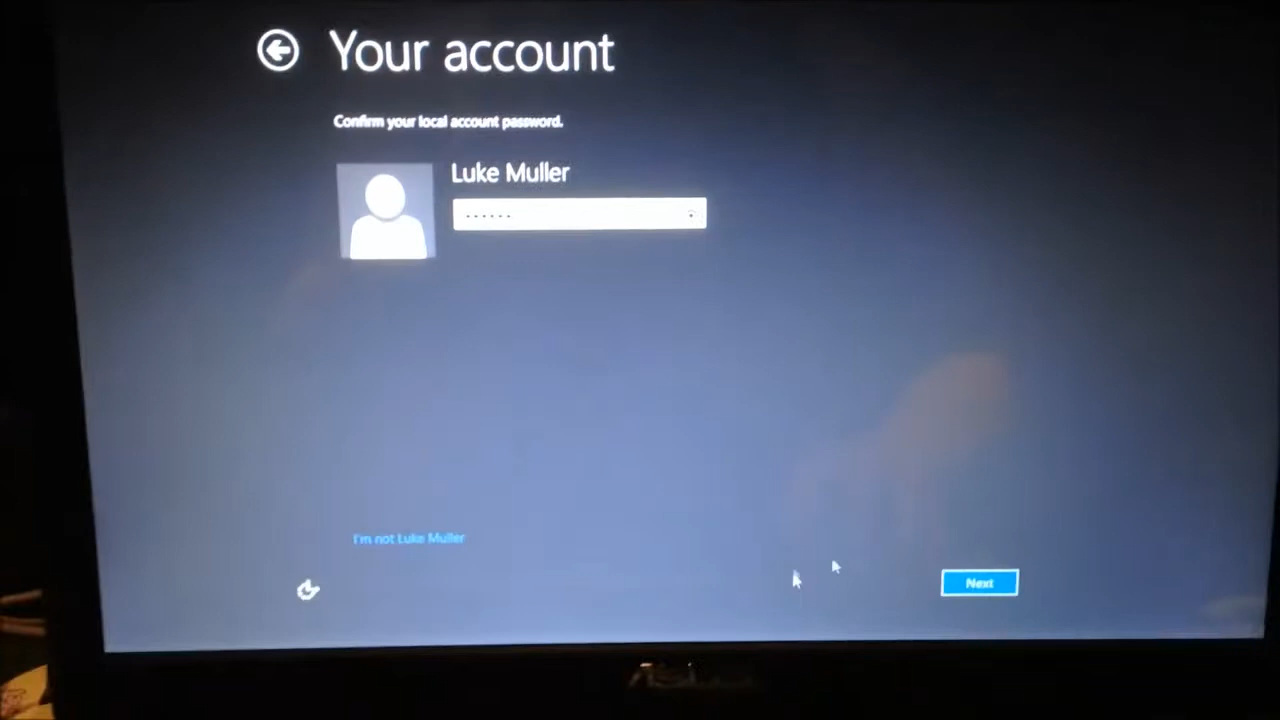 Your account
Confirm your local account password.
Luke Muller
I'm not Luke Muller
Next